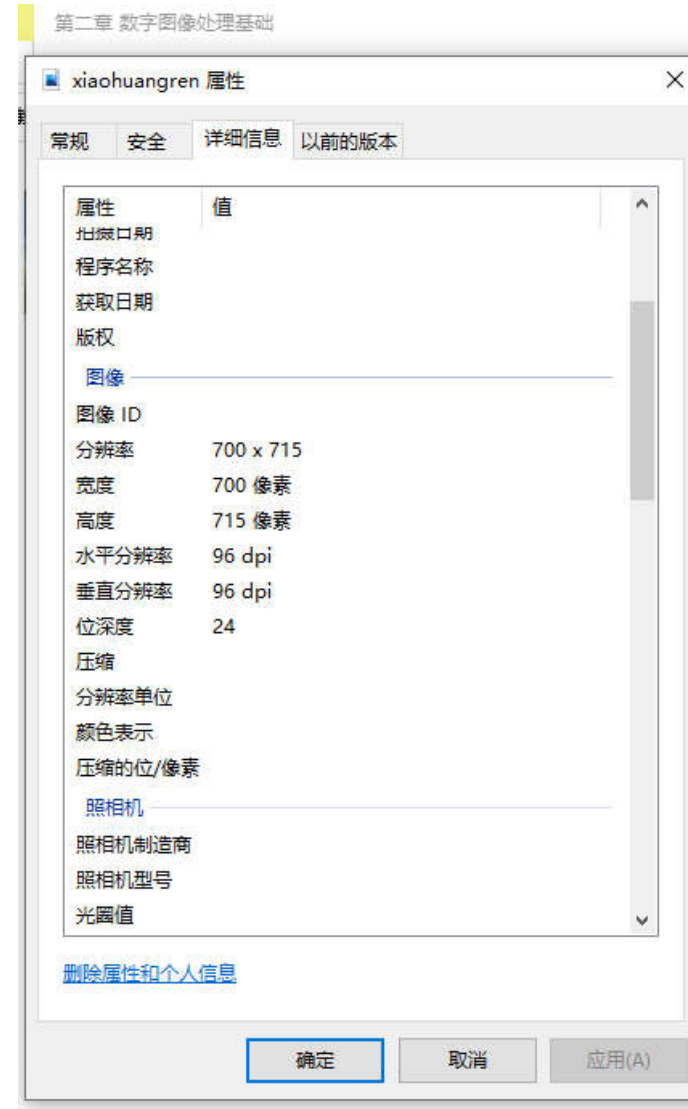 第二章 数字图像处理基础
xiaohuangren 属性
常规 安全 详细信息 以前的版本
属性 值
拍摄日期
程序名称
获取日期
版权
图像
图像 ID
分辨率 700 x 715
宽度 700 像素
高度 715 像素
水平分辨率 96 dpi
垂直分辨率 96 dpi
位深度 24
压缩
分辨率单位
颜色表示
压缩的位/像素
照相机
照相机制造商
照相机型号
光圈值
删除属性和个人信息
确定 取消 应用(A)